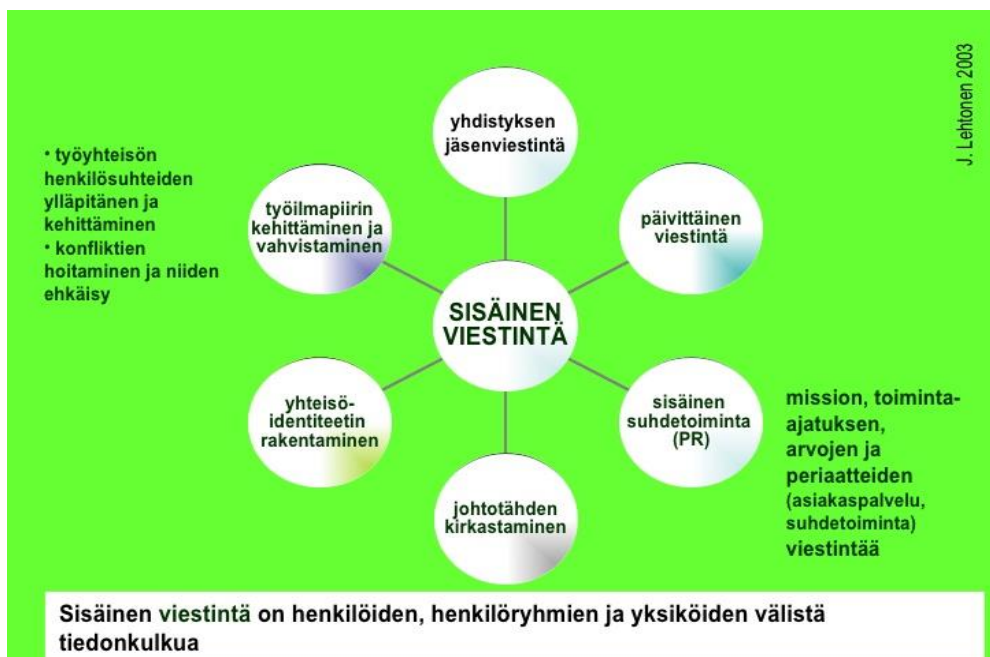 J. Lehtonen 2003
yhdistyksen
jäsenviestintä
• työyhteisön
henkilösuhteiden
ylläpitänen ja
kehittäminen
• konfliktien
hoitaminen ja niiden
ehkäisy
työilmapiirin
kehittäminen ja
vahvistaminen
päivittäinen
viestintä
SISÄINEN
VIESTINTÄ
yhteisö-
identiteetin
rakentaminen
sisäinen
suhdetoiminta
(PR)
mission, toiminta-
ajatuksen,
arvojen ja
periaatteiden
(asiakaspalvelu,
suhdetoiminta)
viestintää
johtotähden
kirkastaminen
Sisäinen viestintä on henkilöiden, henkilöryhmien ja yksiköiden välistä
tiedonkulkua